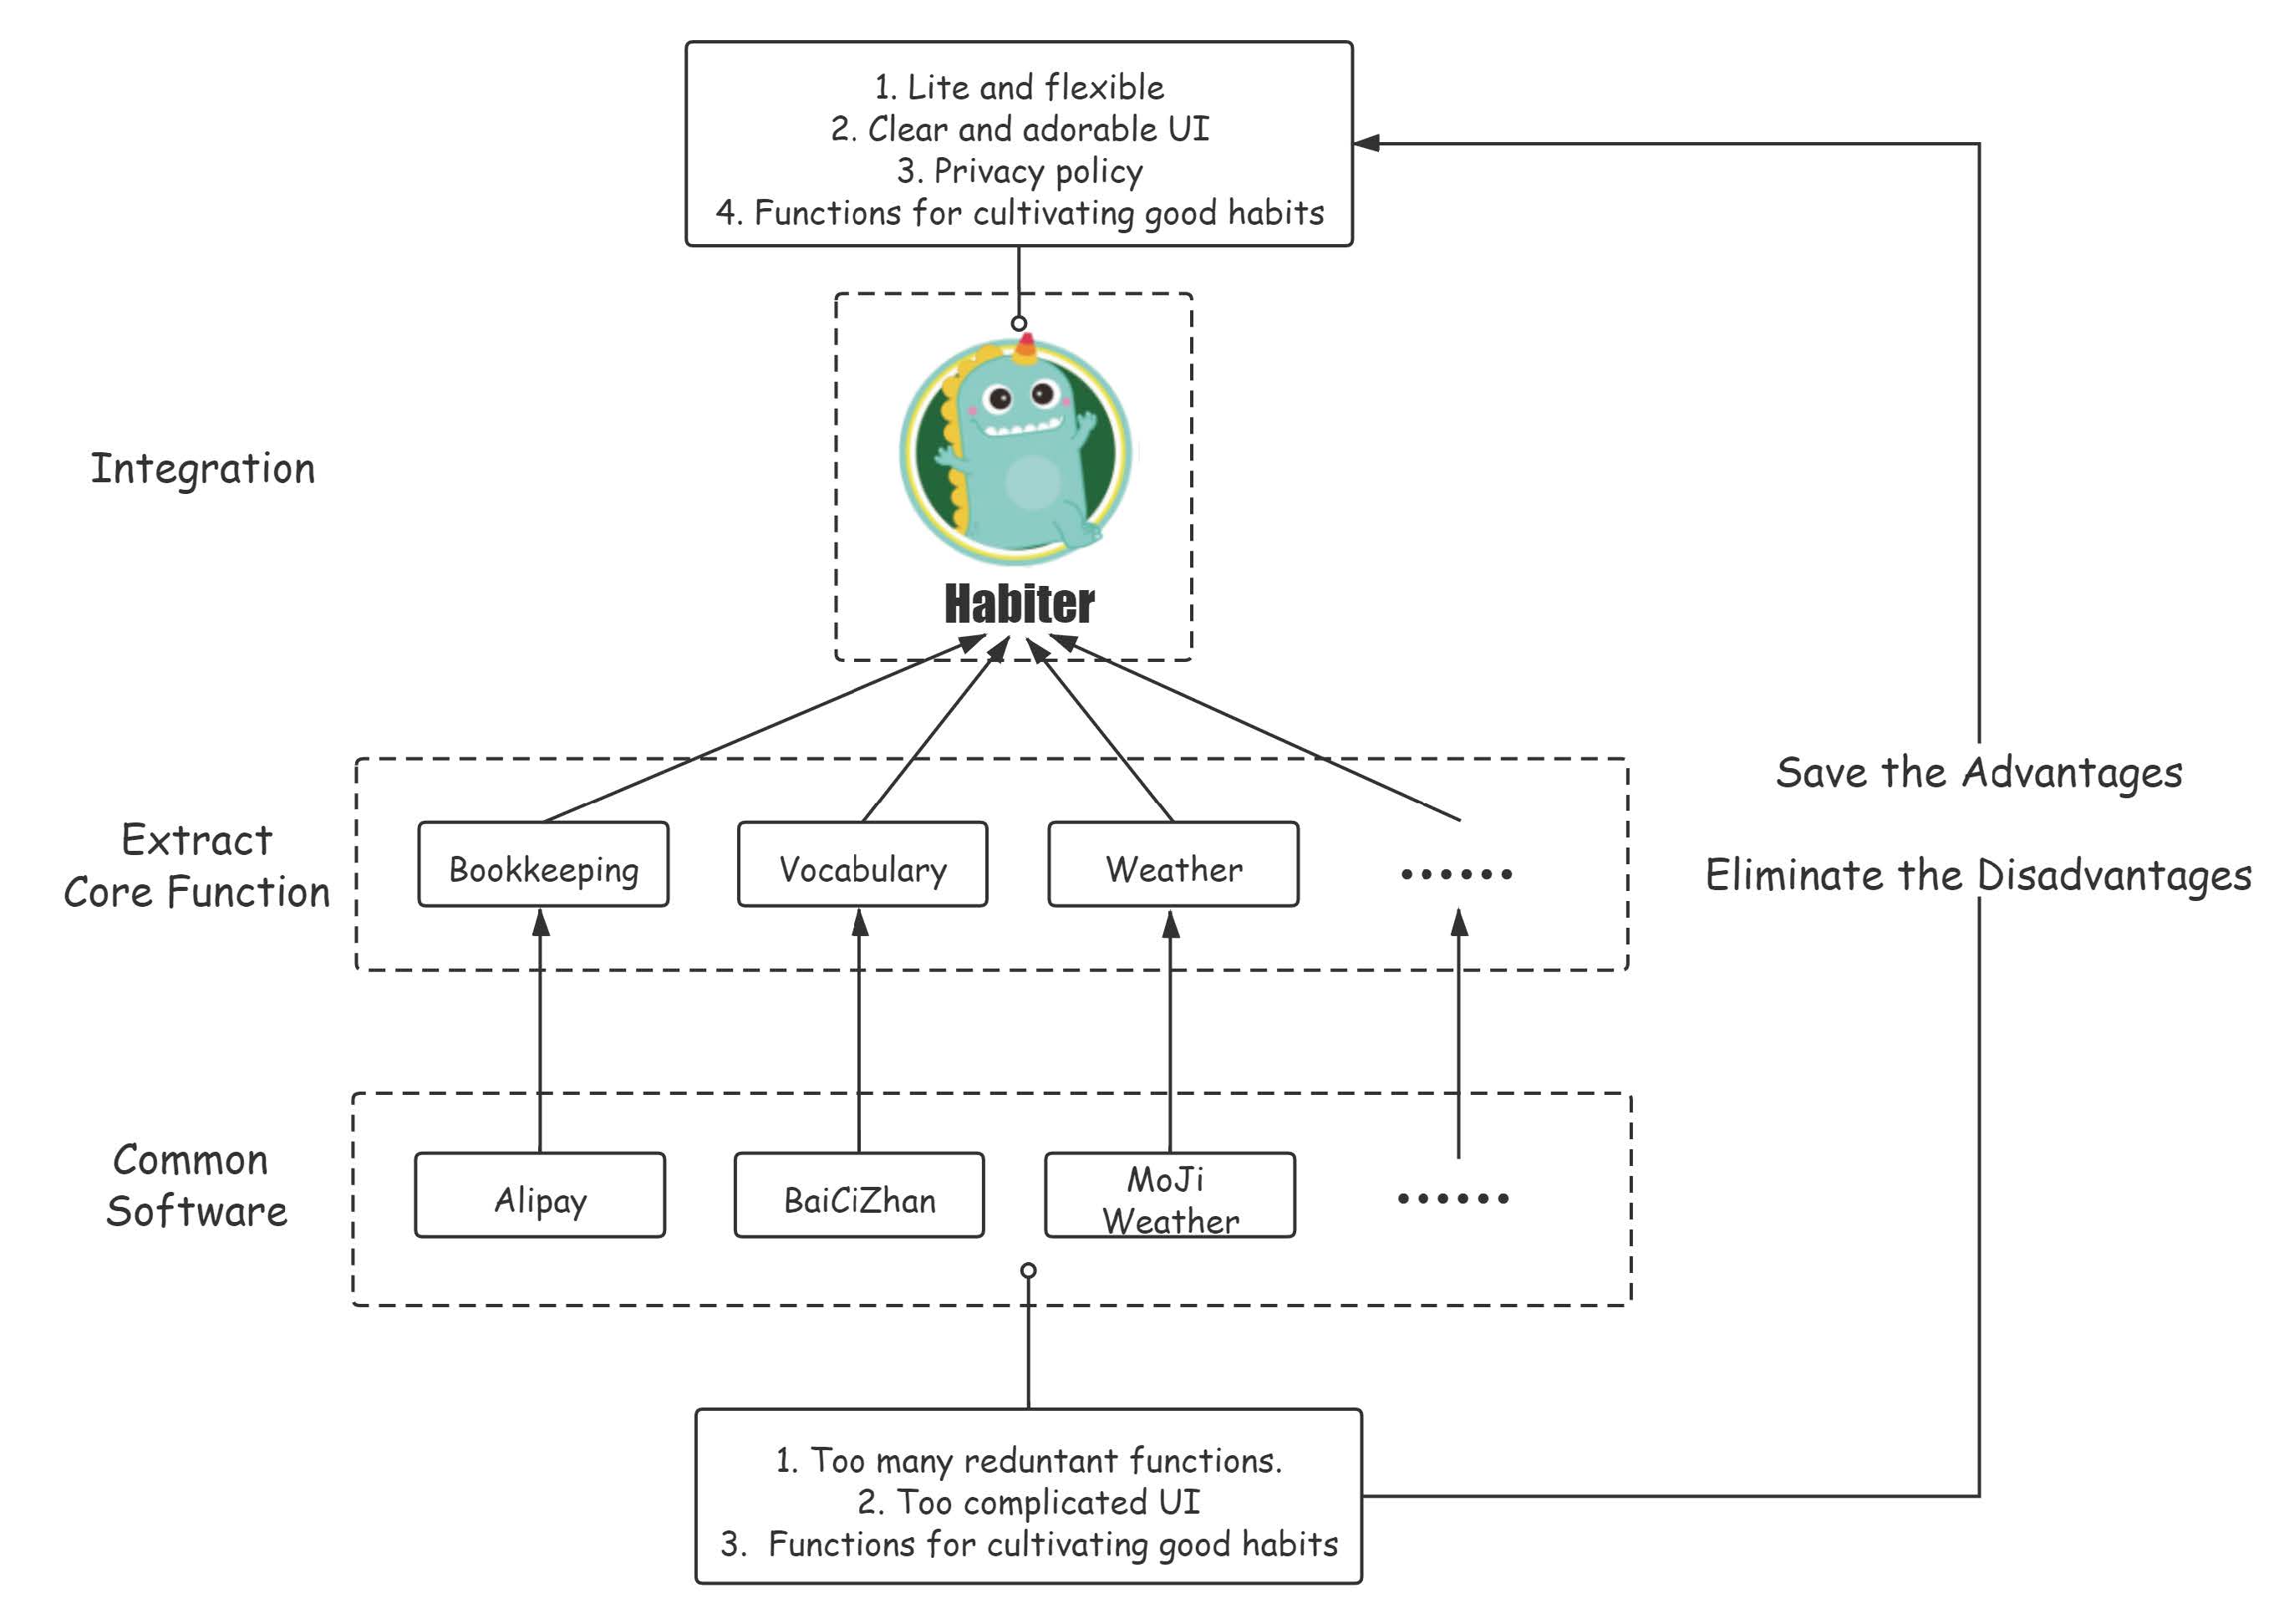 1. Lite and flexible
2. Clear and adorable UI
3. Privacy policy
4. Functions for cultivating good habits
Integration
Habiter
Save the Advantages
Eliminate the Disadvantages
Extract
Core Function
Bookkeeping
Vocabulary
Weather
......
Common
Software
Alipay
BaiCiZhan
MoJi
Weather
......
1. Too many reduntant functions.
2. Too complicated UI
3. Functions for cultivating good habits